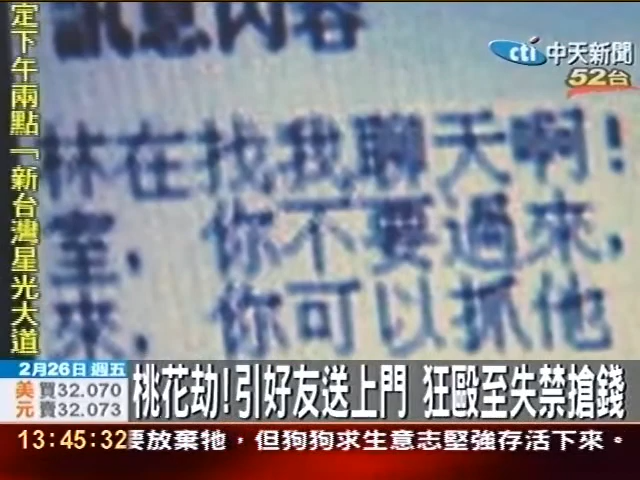 定下午兩點「新台灣星光大道
訊息內容
cti 中天新聞
52台
林在找我聊天啊!
室, 你不要過來,
來, 你可以抓他
2月26日 週五
美元 買32.070
賣32.073
桃花劫!引好友送上門 狂毆至失禁搶錢
13:45:32 要放棄牠，但狗狗求生意志堅強存活下來。